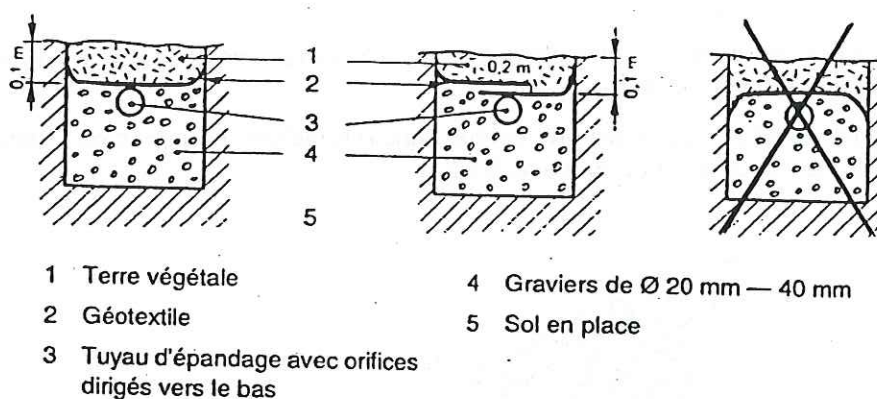 0,1 m
1
0,2 m
0,1 m
2
3
4
5
1 Terre végétale
2 Géotextile
3 Tuyau d'épandage avec orifices
dirigés vers le bas
4 Graviers de Ø 20 mm — 40 mm
5 Sol en place